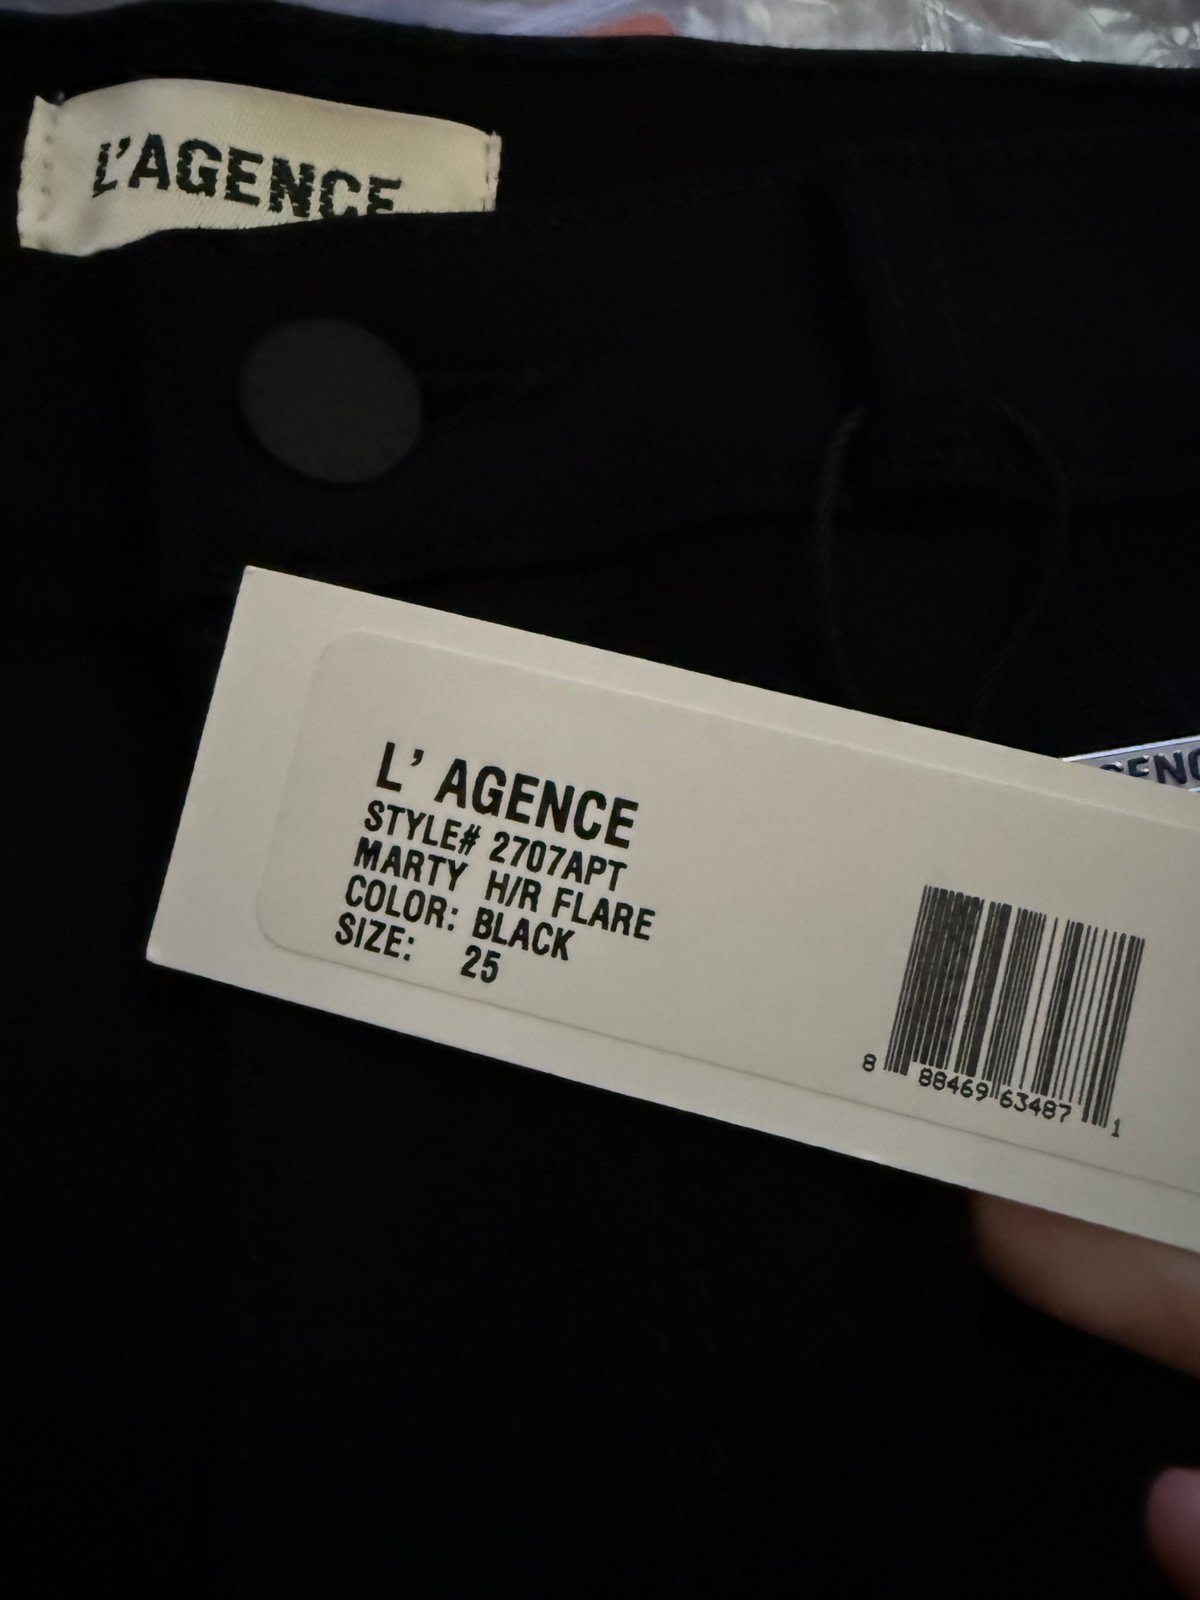 L'AGENCE
L' AGENCE
STYLE# 2707APT
MARTY H/R FLARE
COLOR: BLACK
SIZE: 25
8 88469 63487 1